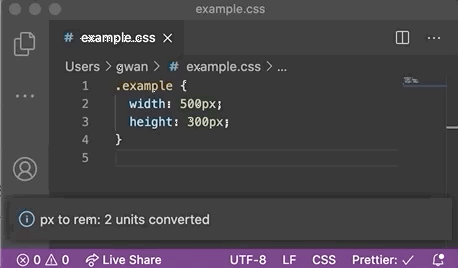 example.css
# example.css ×
Users > gwan > # example.css > ...
1 .example {
2 width: 500px;
3 height: 300px;
4 }
5
px to rem: 2 units converted
0 0 Live Share UTF-8 LF CSS Prettier: ✓